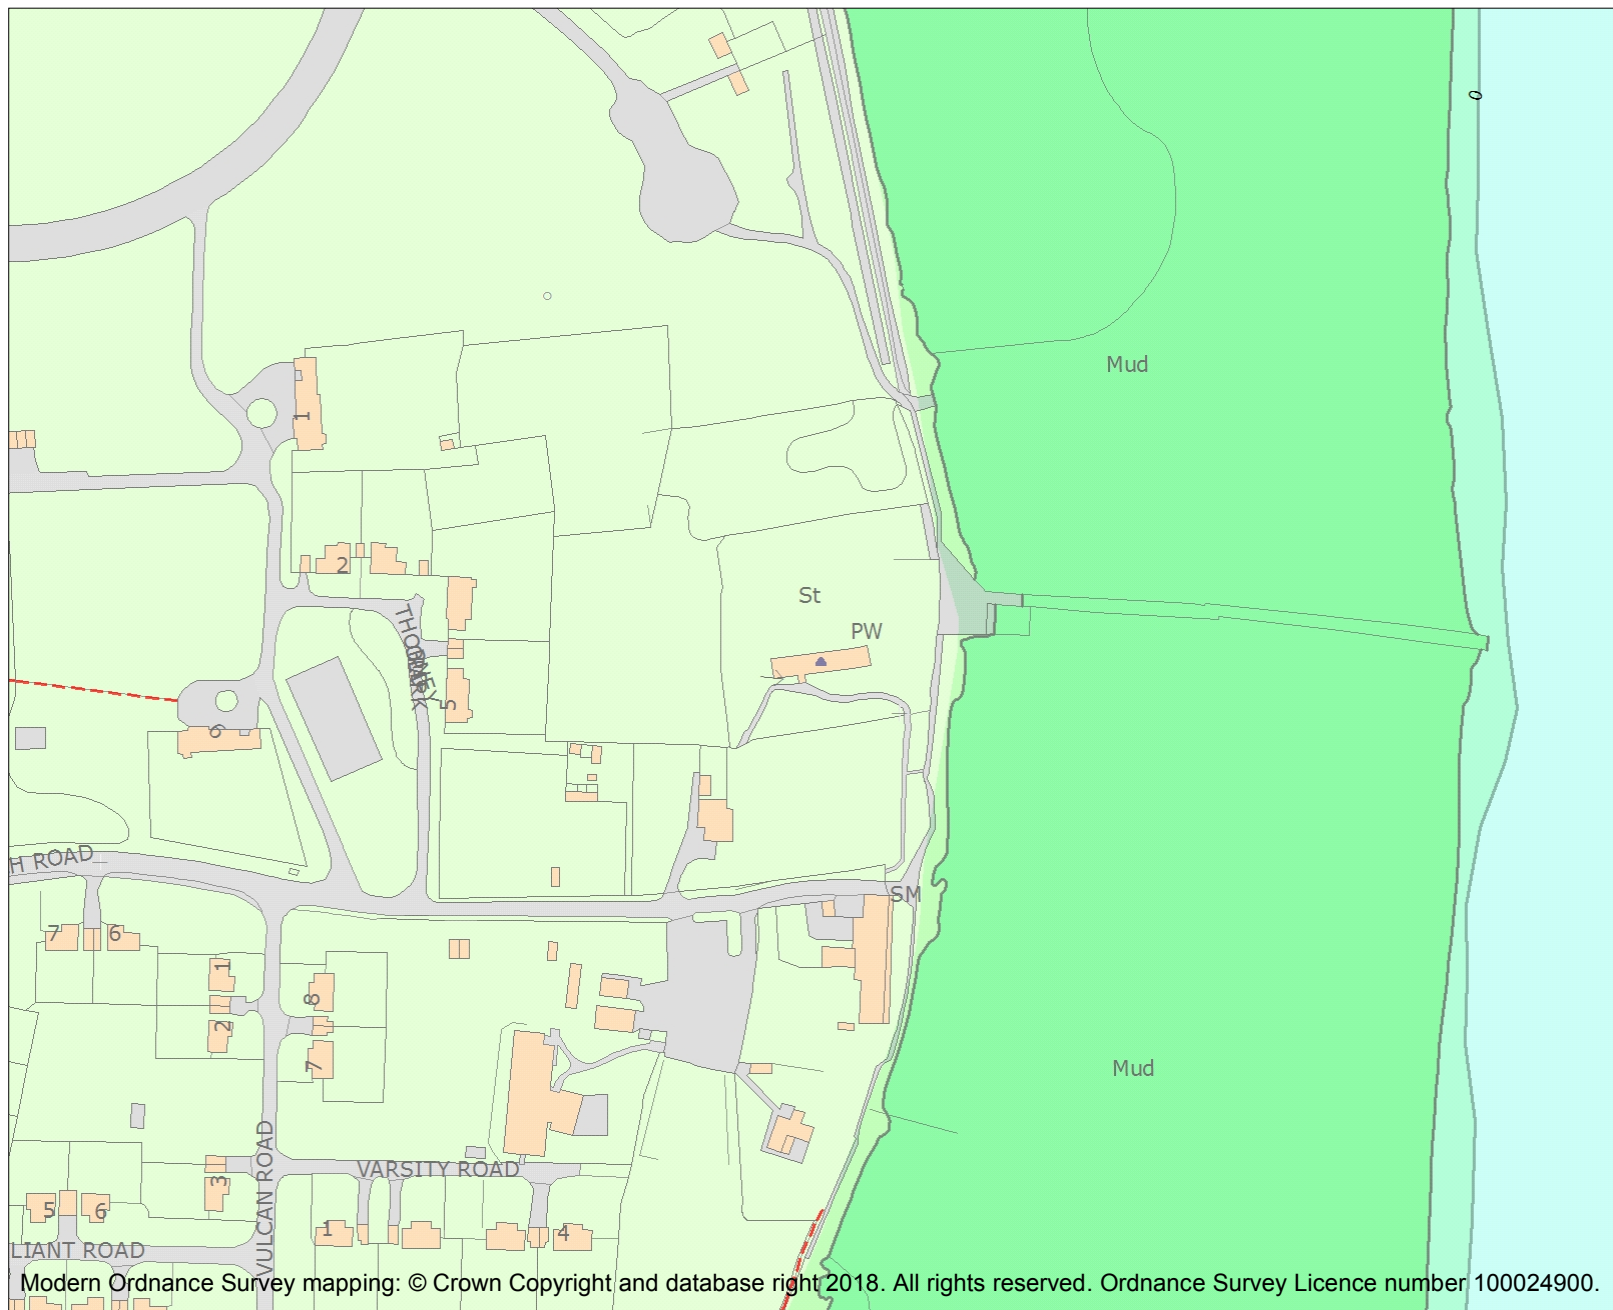 0
Mud
1
2
St
PW
THORNEY
PARK
5
6
H ROAD
SM
7
6
1
8
2
7
Mud
VULCAN ROAD
VARSITY ROAD
3
5
6
1
4
LIANT ROAD
Modern Ordnance Survey mapping: © Crown Copyright and database right 2018. All rights reserved. Ordnance Survey Licence number 100024900.